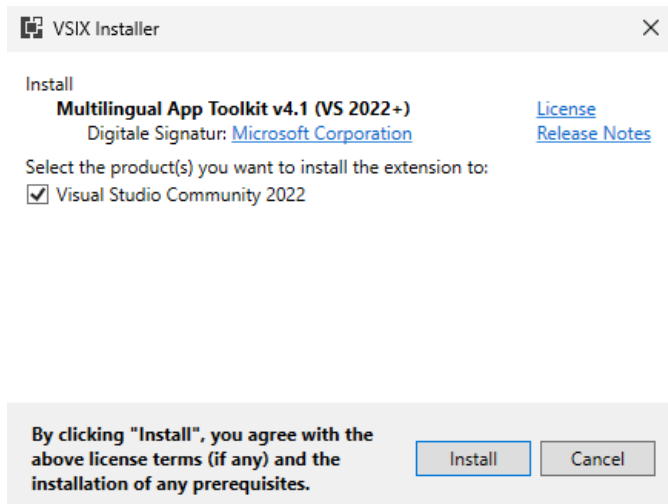 VSIX Installer
Install
Multilingual App Toolkit v4.1 (VS 2022+) License
Digitale Signatur: Microsoft Corporation Release Notes
Select the product(s) you want to install the extension to:
Visual Studio Community 2022
By clicking "Install", you agree with the
above license terms (if any) and the
installation of any prerequisites.
Install Cancel